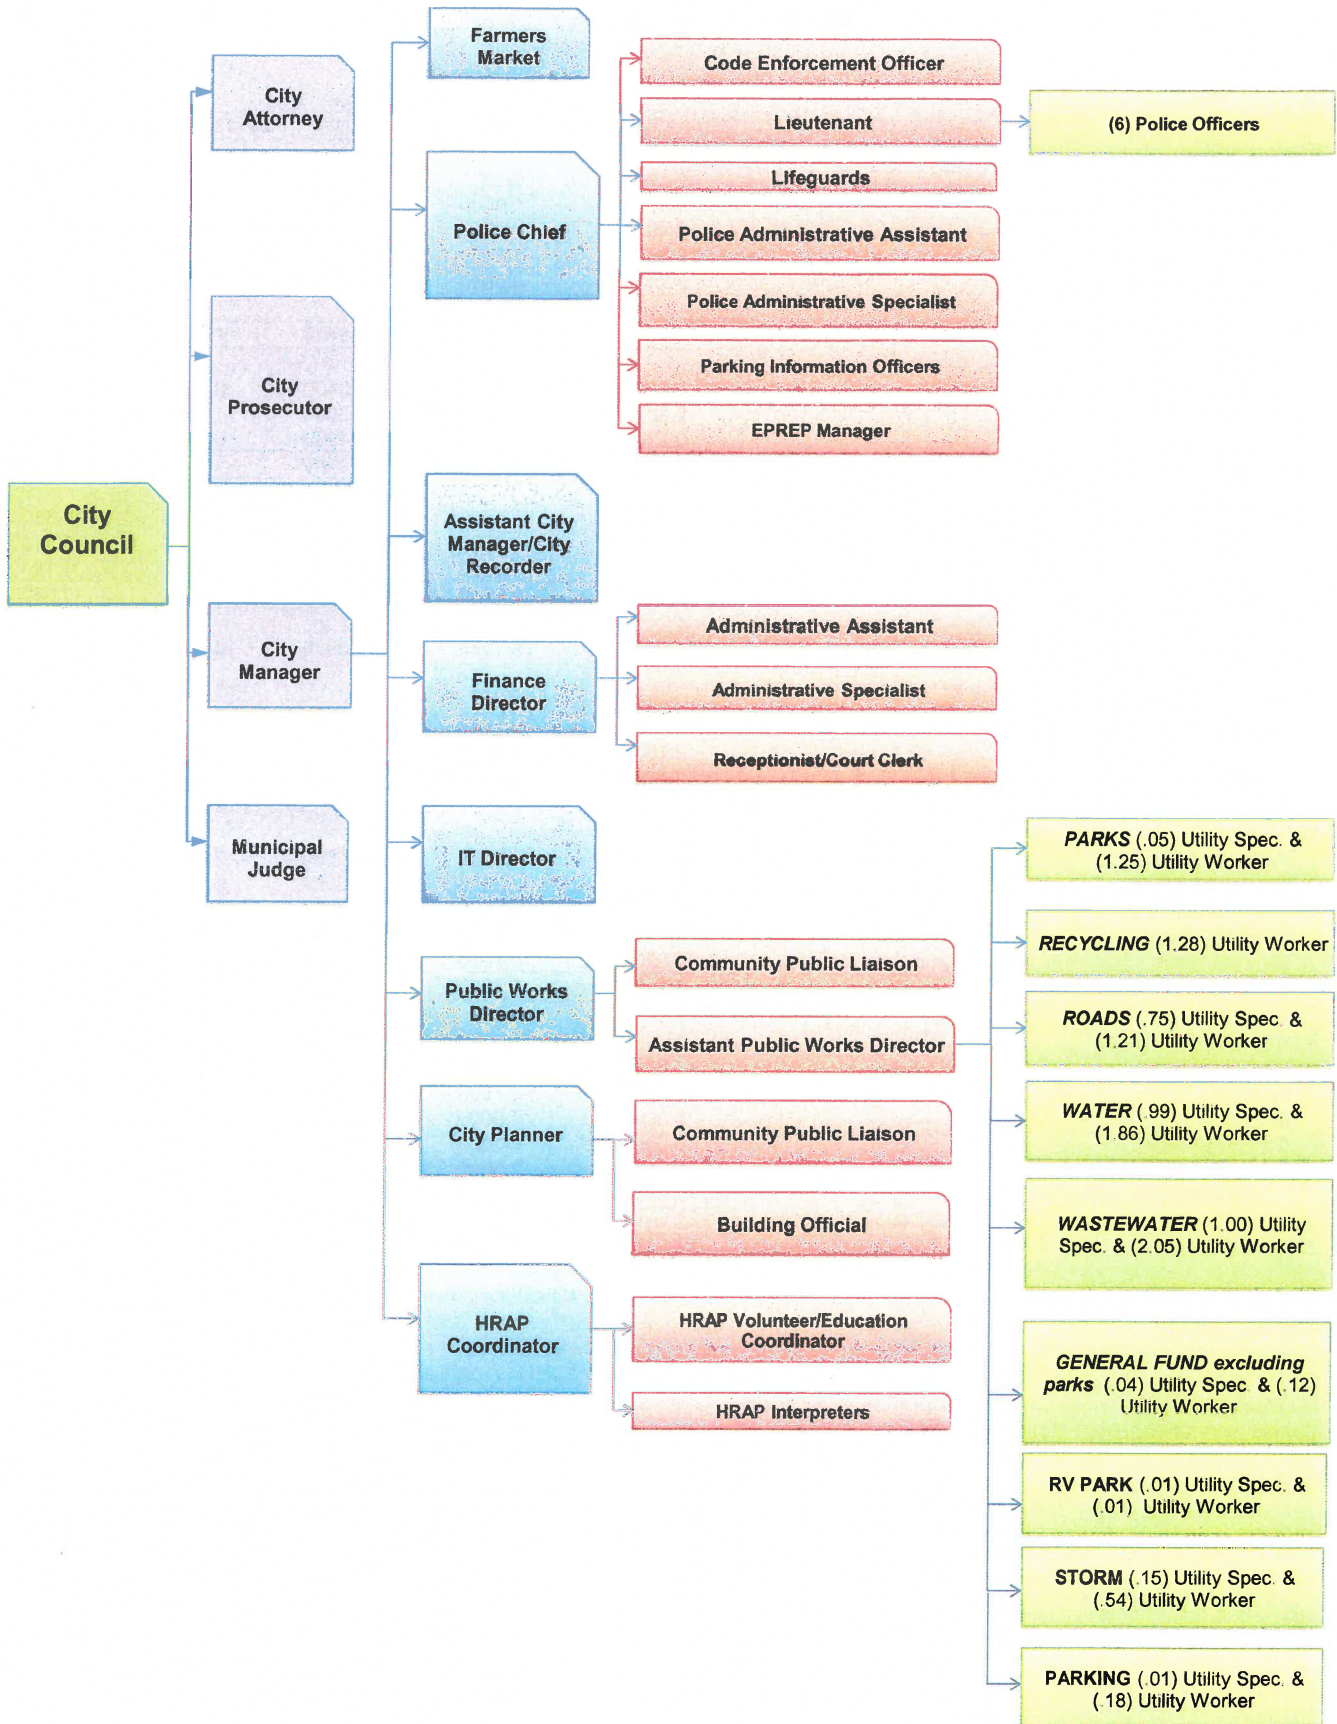 City
Council
City
Attorney
City
Prosecutor
City
Manager
Municipal
Judge
Farmers
Market
Police Chief
Assistant City
Manager/City
Recorder
Finance
Director
IT Director
Public Works
Director
City Planner
HRAP
Coordinator
Code Enforcement Officer
Lieutenant
Lifeguards
Police Administrative Assistant
Police Administrative Specialist
Parking Information Officers
EPREP Manager
Administrative Assistant
Administrative Specialist
Receptionist/Court Clerk
Community Public Liaison
Assistant Public Works Director
Community Public Liaison
Building Official
HRAP Volunteer/Education
Coordinator
HRAP Interpreters
(6) Police Officers
PARKS (.05) Utility Spec. &
(1.25) Utility Worker
RECYCLING (1.28) Utility Worker
ROADS (.75) Utility Spec. &
(1.21) Utility Worker
WATER (.99) Utility Spec. &
(1.86) Utility Worker
WASTEWATER (1.00) Utility
Spec. & (2.05) Utility Worker
GENERAL FUND excluding
parks (.04) Utility Spec. & (.12)
Utility Worker
RV PARK (.01) Utility Spec. &
(.01) Utility Worker
STORM (.15) Utility Spec. &
(.54) Utility Worker
PARKING (.01) Utility Spec. &
(.18) Utility Worker